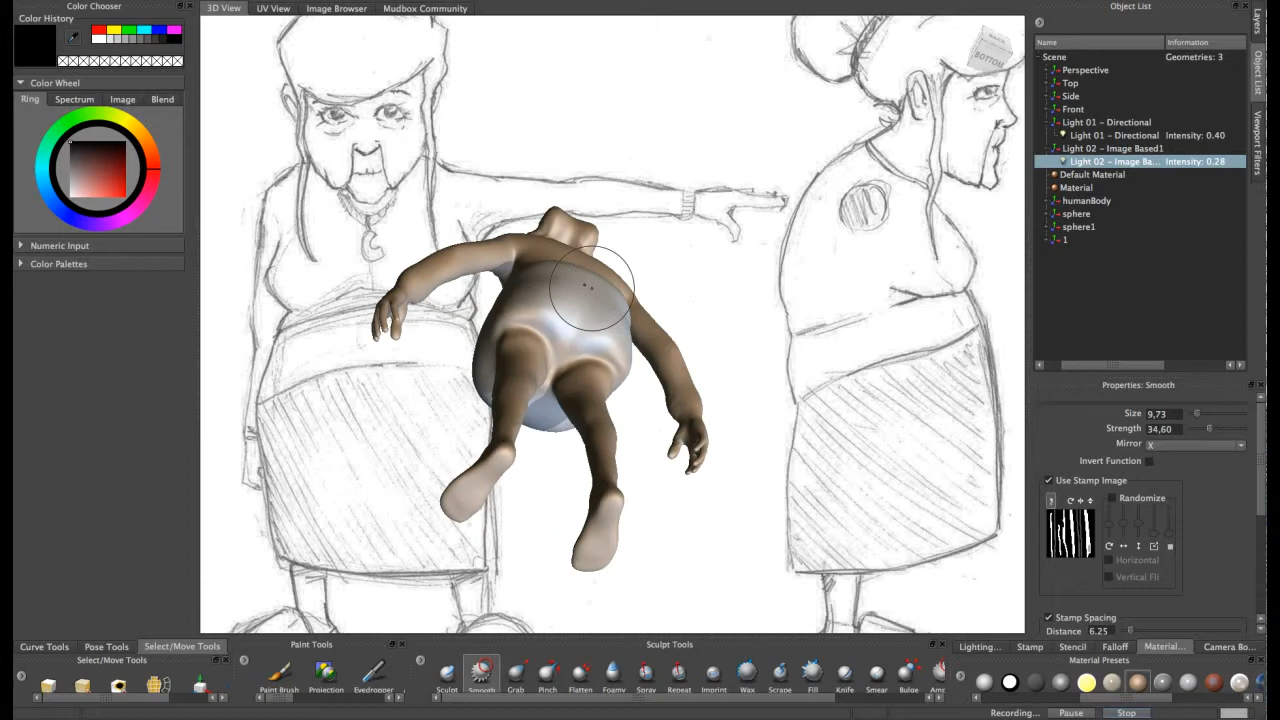 Color Chooser
Color History
Color Wheel
Ring Spectrum Image Blend
Numeric Input
Color Palettes
3D View UV View Image Browser Mudbox Community
BACK
BOTTOM
Object List
Name Information
Scene Geometries: 3
Perspective
Top
Side
Front
Light 01 – Directional
Light 01 – Directional Intensity: 0.40
Light 02 – Image Based1
Light 02 – Image Ba... Intensity: 0.28
Default Material
Material
humanBody
sphere
sphere1
1
Layers
Object List
Viewport Filters
Properties: Smooth
Size 9,73
Strength 34,60
Mirror X
Invert Function
Use Stamp Image
Randomize
Horizontal
Vertical Fli
Stamp Spacing
Distance 6.25
Curve Tools Pose Tools Select/Move Tools
Select/Move Tools
Paint Tools
Paint Brush Projection Eyedropper
Sculpt Tools
Sculpt Smooth Grab Pinch Flatten Foamy Spray Repeat Imprint Wax Scrape Fill Knife Smear Bulge Amp
Lighting... Stamp Stencil Falloff Material... Camera Bo...
Material Presets
Recording... Pause Stop